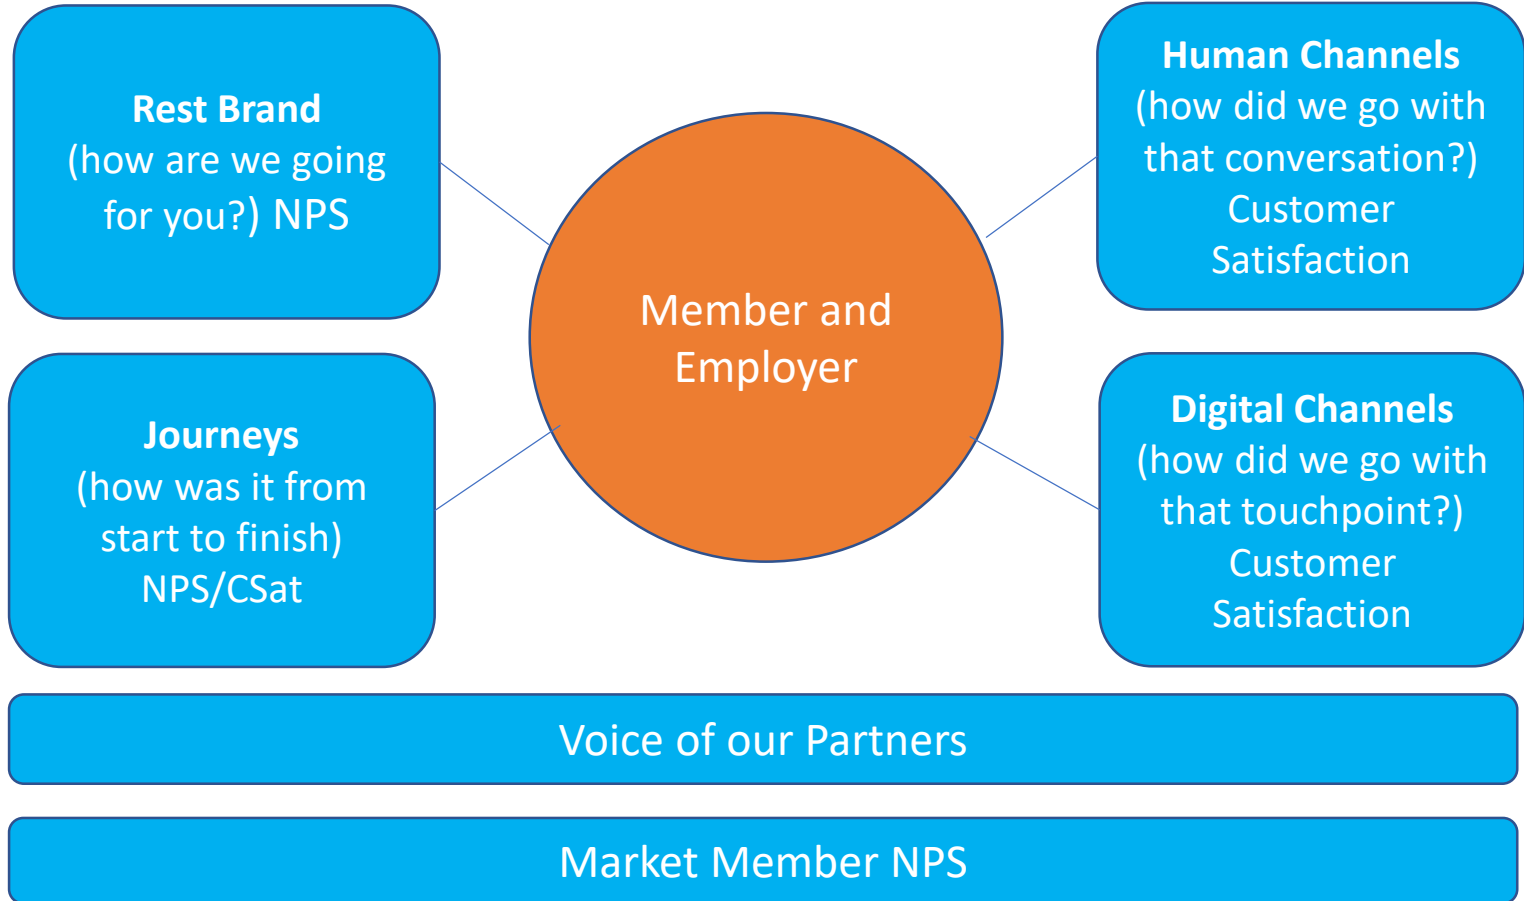 Rest Brand
(how are we going
for you?) NPS
Human Channels
(how did we go with
that conversation?)
Customer
Satisfaction
Member and
Employer
Journeys
(how was it from
start to finish)
NPS/CSat
Digital Channels
(how did we go with
that touchpoint?)
Customer
Satisfaction
Voice of our Partners
Market Member NPS